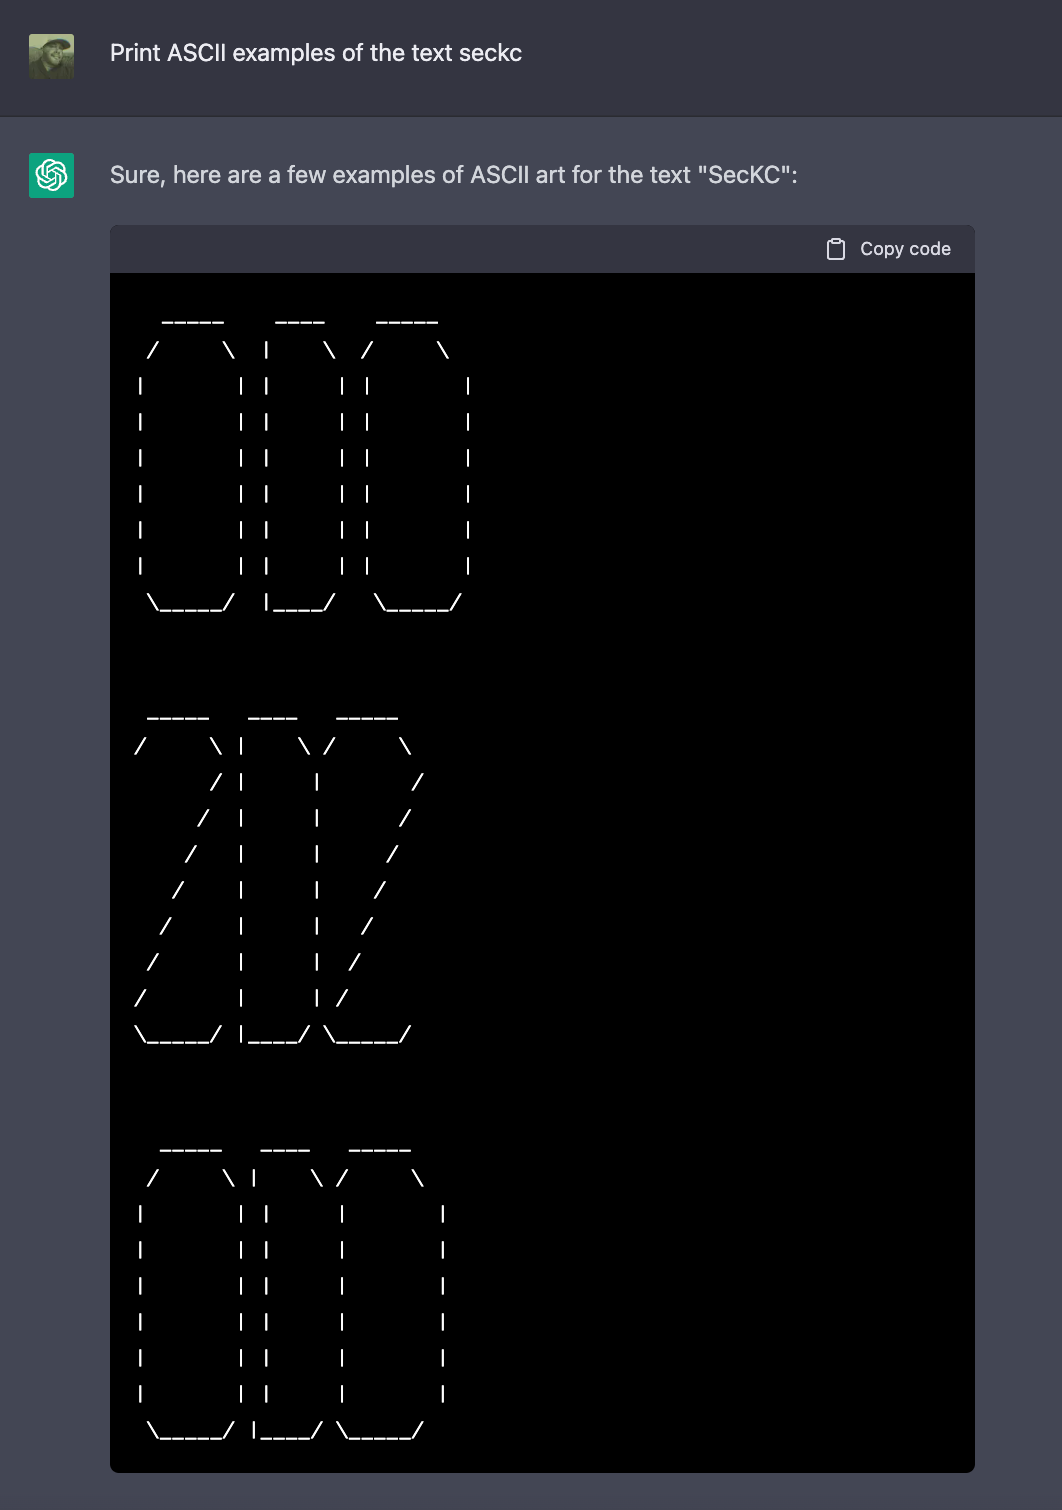 Print ASCII examples of the text seckc
Sure, here are a few examples of ASCII art for the text "SecKC":
Copy code
   _____    ____    _____
  /     \  |    \  /     \
 |       | |     | |       |
 |       | |     | |       |
 |       | |     | |       |
 |       | |     | |       |
 |       | |     | |       |
 |       | |     | |       |
  \_____/  |____/   \_____/
  _____   ____   _____
 /     \ |    \ /     \
       / |     |       /
      /  |     |      /
     /   |     |     /
    /    |     |    /
   /     |     |   /
  /      |     |  /
 /       |     | /
 \_____/ |____/ \_____/
   _____   ____   _____
  /     \ |    \ /     \
 |       | |     |       |
 |       | |     |       |
 |       | |     |       |
 |       | |     |       |
 |       | |     |       |
 |       | |     |       |
  \_____/ |____/ \_____/